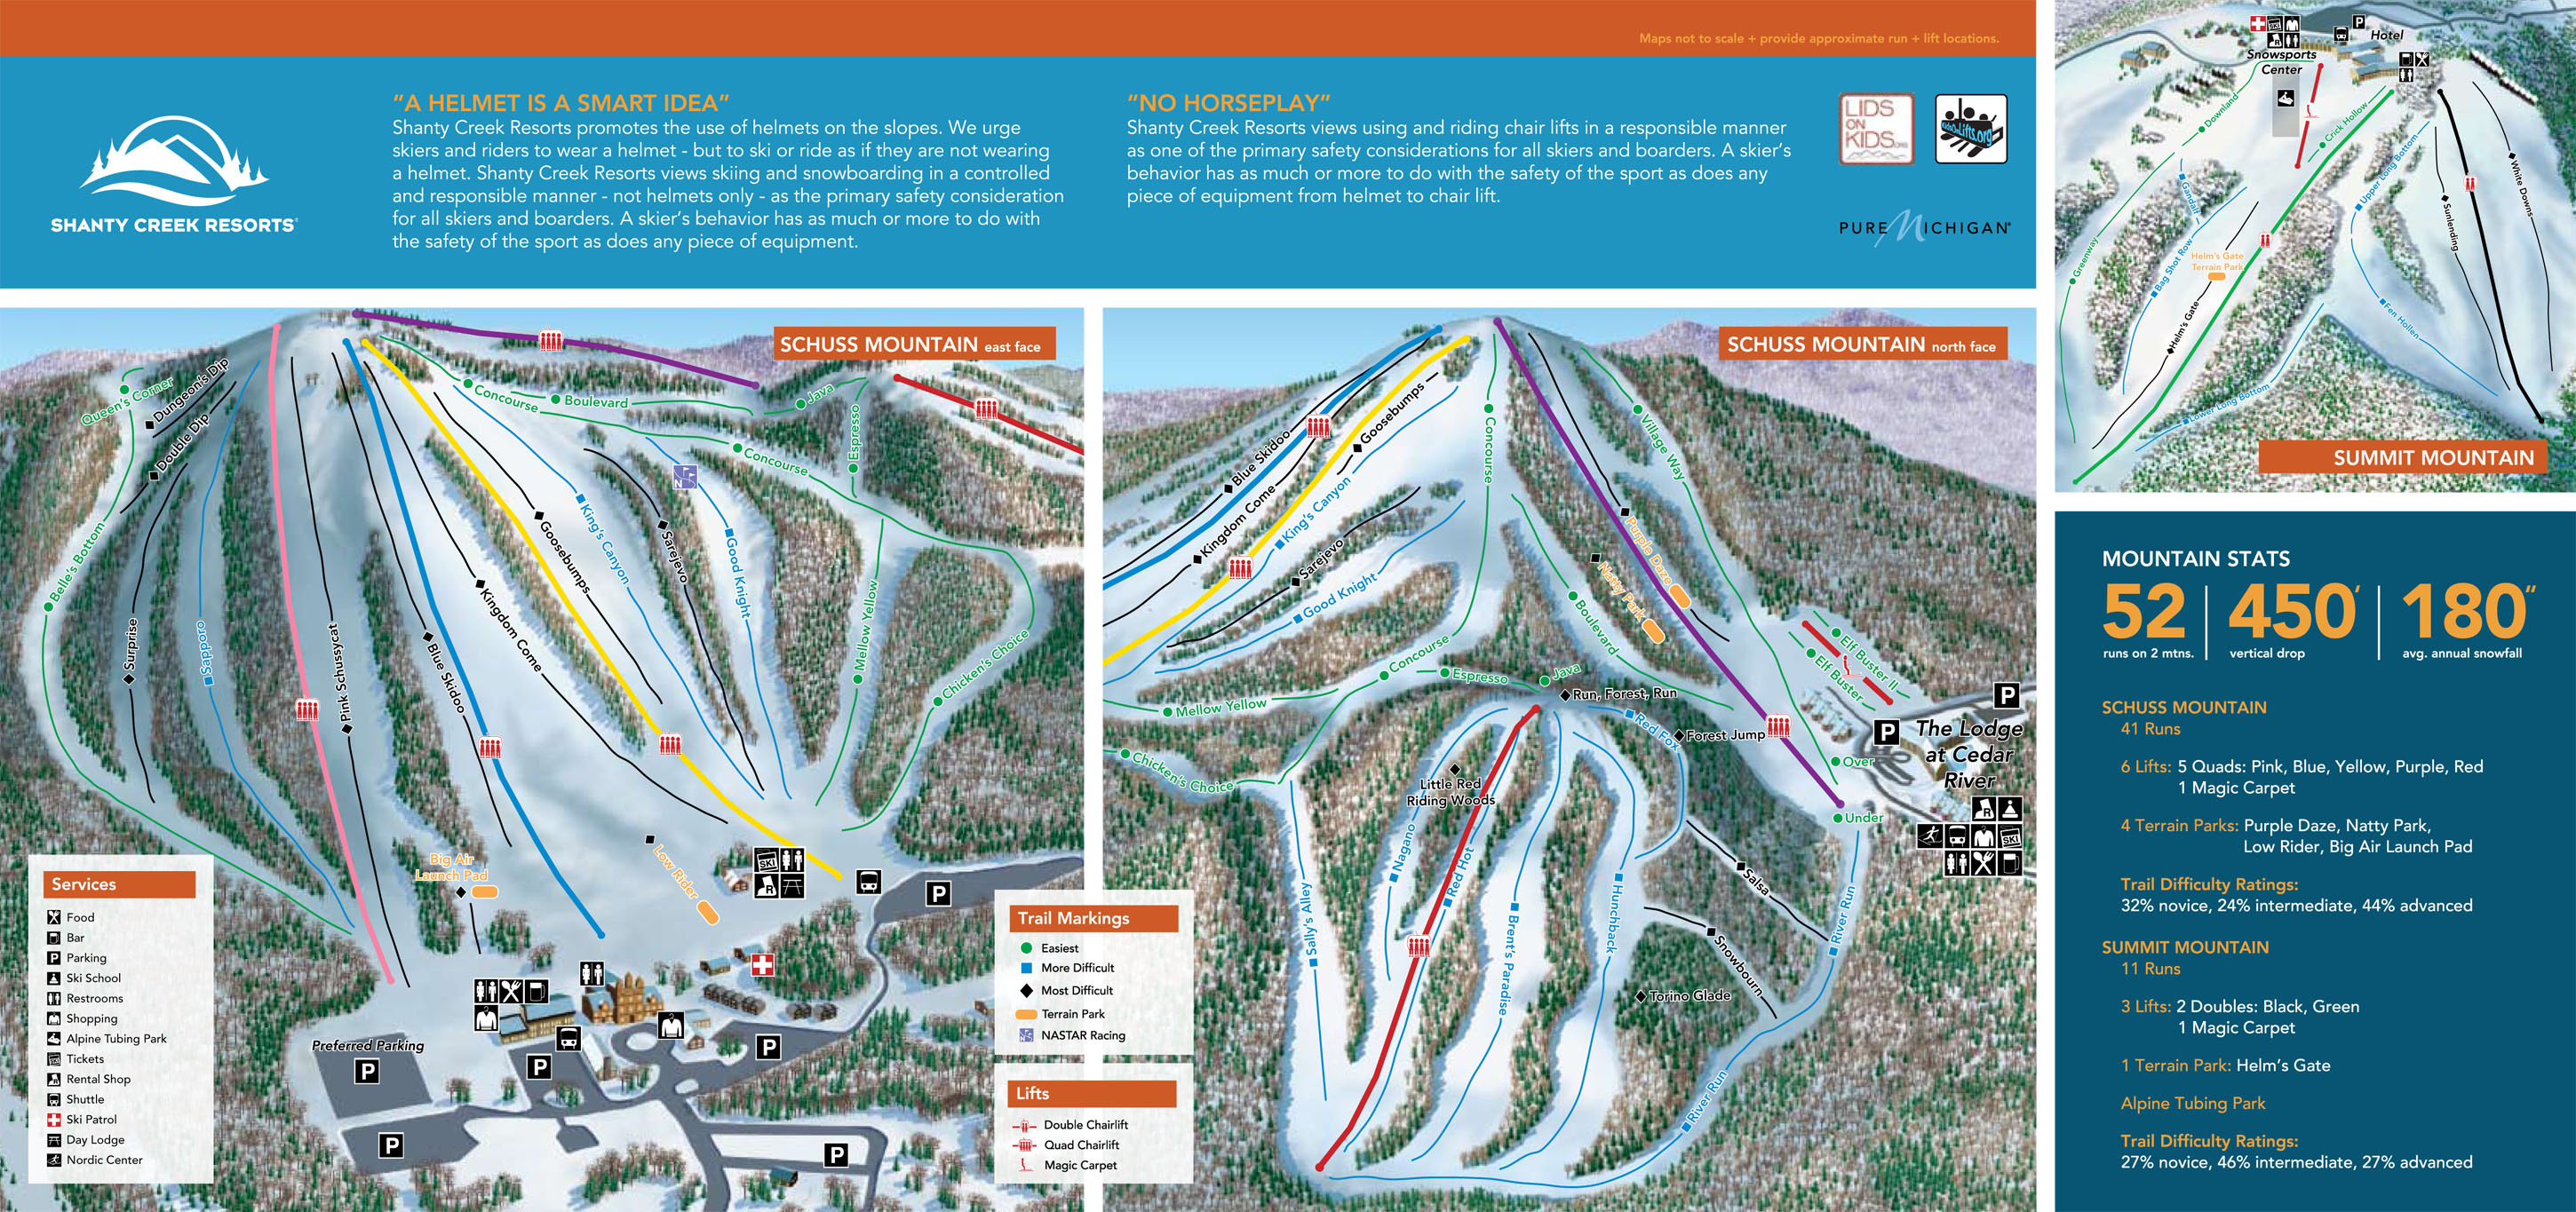 Maps not to scale + provide approximate run + lift locations.
SHANTY CREEK RESORTS
“A HELMET IS A SMART IDEA”
Shanty Creek Resorts promotes the use of helmets on the slopes. We urge
skiers and riders to wear a helmet - but to ski or ride as if they are not wearing
a helmet. Shanty Creek Resorts views skiing and snowboarding in a controlled
and responsible manner - not helmets only - as the primary safety consideration
for all skiers and boarders. A skier’s behavior has as much or more to do with
the safety of the sport as does any piece of equipment.
“NO HORSEPLAY”
Shanty Creek Resorts views using and riding chair lifts in a responsible manner
as one of the primary safety considerations for all skiers and boarders. A skier’s
behavior has as much or more to do with the safety of the sport as does any
piece of equipment from helmet to chair lift.
LIDS
ON
KIDS
KidsOnLifts.org
PURE MICHIGAN
SCHUSS MOUNTAIN east face
Queen's Corner
Dungeon's Dip
Double Dip
Concourse
Boulevard
Java
Espresso
Concourse
Belle's Bottom
Surprise
Sapporo
Pink Schussycat
Blue Skidoo
Kingdom Come
Goosebumps
King's Canyon
Sarejevo
N
Good Knight
Mellow Yellow
Chicken's Choice
Big Air
Launch Pad
Low Rider
SKI
R
P
Preferred Parking
P
P
P
P
P
Services
Food
Bar
P Parking
Ski School
Restrooms
Shopping
Alpine Tubing Park
Tickets
Rental Shop
Shuttle
Ski Patrol
Day Lodge
Nordic Center
Trail Markings
Easiest
More Difficult
Most Difficult
Terrain Park
NASTAR Racing
Lifts
Double Chairlift
Quad Chairlift
Magic Carpet
SCHUSS MOUNTAIN north face
Blue Skidoo
Kingdom Come
Goosebumps
King's Canyon
Sarejevo
Good Knight
Concourse
Village Way
Purple Daze
Natty Park
Boulevard
Concourse
Espresso
Java
Mellow Yellow
Chicken's Choice
Run, Forest, Run
Red Fox
Forest Jump
Elf Buster II
Elf Buster
P
P
The Lodge
at Cedar
River
Over
Under
R
SKI
Little Red
Riding Woods
Sally's Alley
Nagano
Red Hot
Brent's Paradise
Hunchback
Salsa
Snowbourn
Torino Glade
River Run
River Run
P
Hotel
SKI
R
Snowsports
Center
Downland
Crick Hollow
Upper Long Bottom
White Downs
Gandalf
Sunlending
Greenway
Bag Shot Row
Helm's Gate
Terrain Park
Helm's Gate
Fen Hollen
Lower Long Bottom
SUMMIT MOUNTAIN
MOUNTAIN STATS
52 450' 180"
runs on 2 mtns. vertical drop avg. annual snowfall
SCHUSS MOUNTAIN
41 Runs
6 Lifts: 5 Quads: Pink, Blue, Yellow, Purple, Red
1 Magic Carpet
4 Terrain Parks: Purple Daze, Natty Park,
Low Rider, Big Air Launch Pad
Trail Difficulty Ratings:
32% novice, 24% intermediate, 44% advanced
SUMMIT MOUNTAIN
11 Runs
3 Lifts: 2 Doubles: Black, Green
1 Magic Carpet
1 Terrain Park: Helm’s Gate
Alpine Tubing Park
Trail Difficulty Ratings:
27% novice, 46% intermediate, 27% advanced